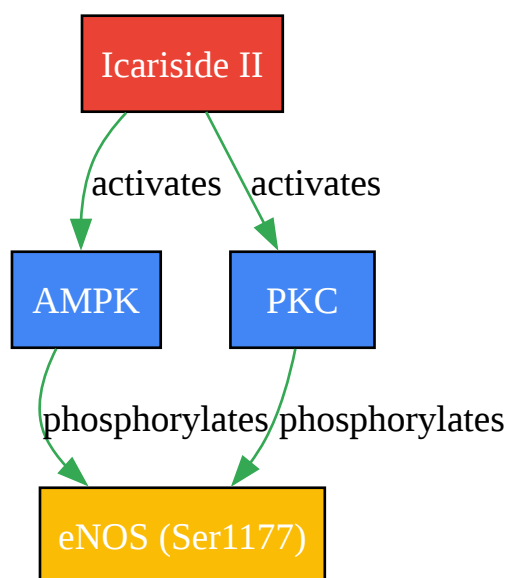 Icariside II
activates
activates
AMPK
PKC
phosphorylates
phosphorylates
eNOS (Ser1177)